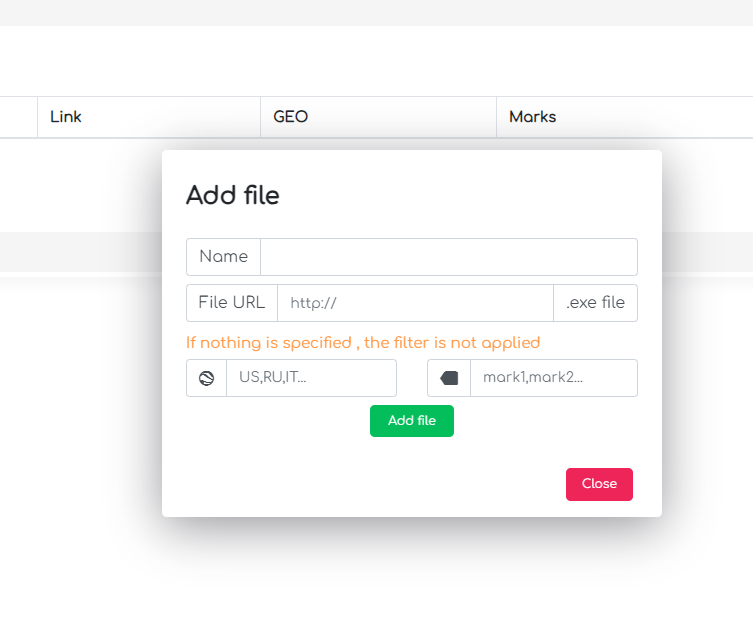 Link GEO Marks
Add file
Name
File URL http:// .exe file
If nothing is specified , the filter is not applied
US,RU,IT... mark1,mark2...
Add file
Close